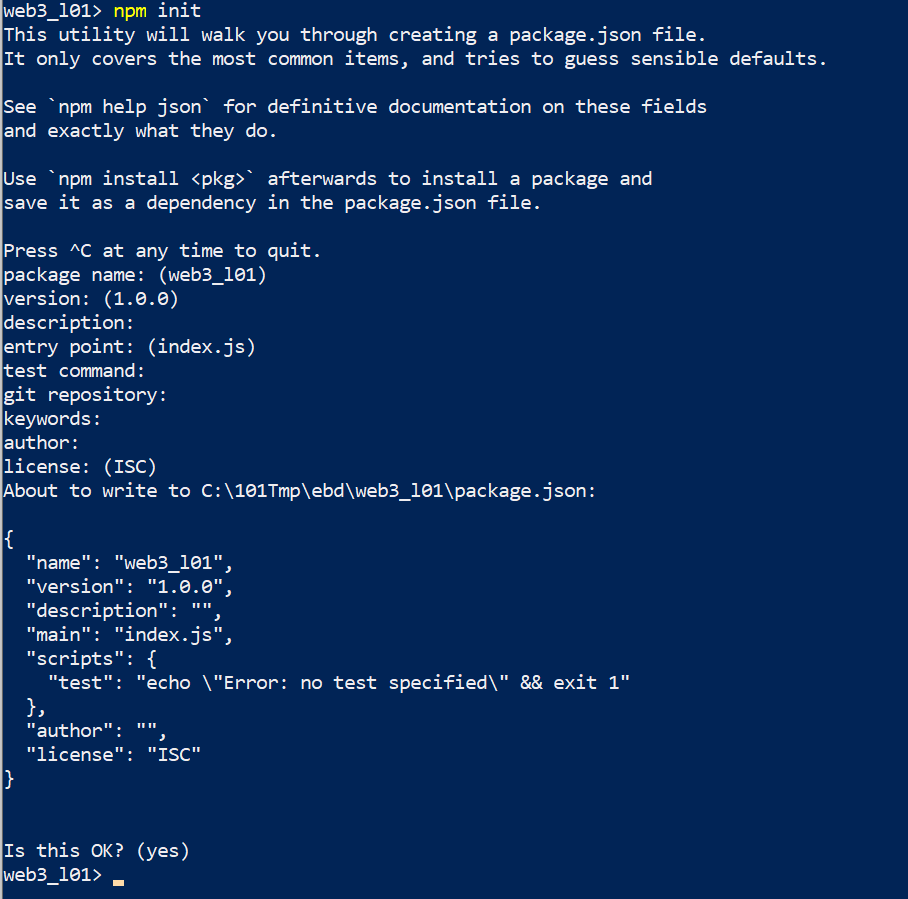 web3_l01> npm init
This utility will walk you through creating a package.json file.
It only covers the most common items, and tries to guess sensible defaults.
See `npm help json` for definitive documentation on these fields
and exactly what they do.
Use `npm install <pkg>` afterwards to install a package and
save it as a dependency in the package.json file.
Press ^C at any time to quit.
package name: (web3_l01)
version: (1.0.0)
description:
entry point: (index.js)
test command:
git repository:
keywords:
author:
license: (ISC)
About to write to C:\101Tmp\ebd\web3_l01\package.json:
{
  "name": "web3_l01",
  "version": "1.0.0",
  "description": "",
  "main": "index.js",
  "scripts": {
    "test": "echo \"Error: no test specified\" && exit 1"
  },
  "author": "",
  "license": "ISC"
}
Is this OK? (yes)
web3_l01>